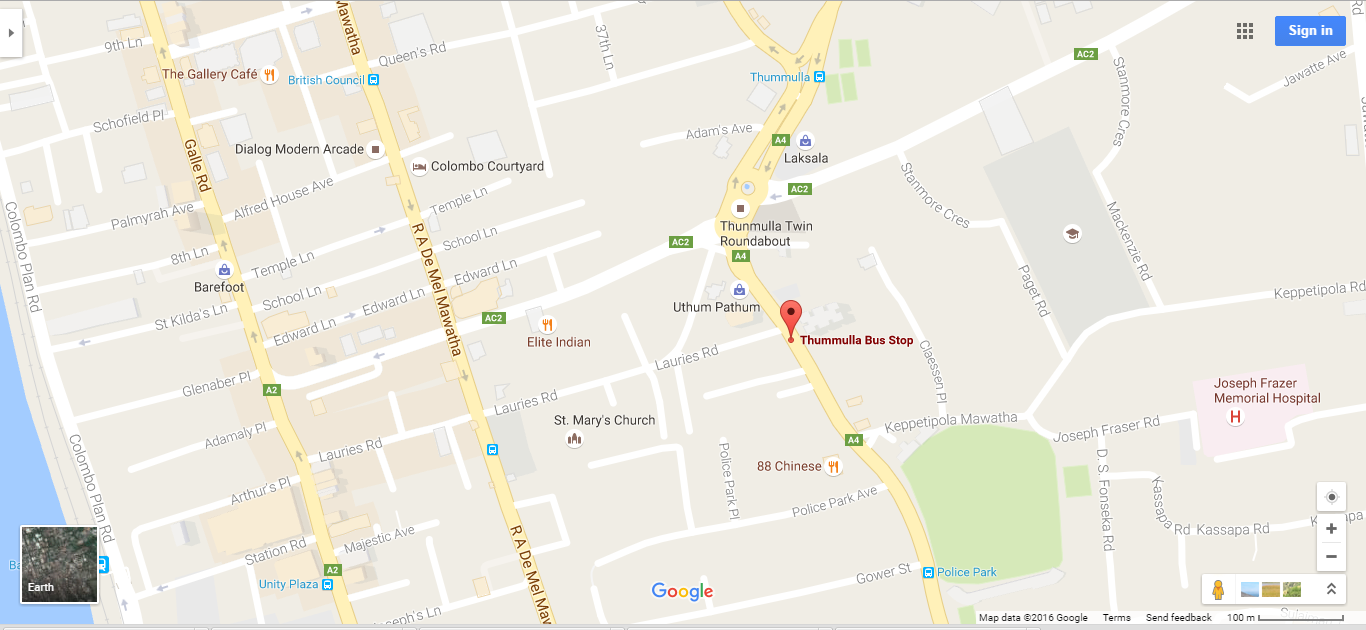 9th Ln
Mawatha
Queen's Rd
37th Ln
Thummulla
AC2
Sign in
Jawatte Ave
Stanmore Cres
The Gallery Café
British Council
Schofield Pl
Galle Rd
Dialog Modern Arcade
Colombo Courtyard
Adam's Ave
A4
Laksala
AC2
Alfred House Ave
Palmyrah Ave
Temple Ln
School Ln
Edward Ln
R A De Mel Mawatha
AC2
Thunmulla Twin
Roundabout
A4
Stanmore Cres
Paget Rd
Mackenzie Rd
Keppetipola Rd
Colombo Plan Rd
8th Ln
Temple Ln
Barefoot
School Ln
Edward Ln
St Kilda's Ln
Edward Ln
AC2
Elite Indian
Uthum Pathum
Thummulla Bus Stop
Lauries Rd
Claessen Pl
Glenaber Pl
A2
Lauries Rd
St. Mary's Church
Joseph Frazer
Memorial Hospital
H
Keppetipola Mawatha
Joseph Fraser Rd
A4
Adamaly Pl
Lauries Rd
88 Chinese
Police Park Pl
Police Park Ave
D. S. Fonseka Rd
Kassapa Rd
Kassapa Rd
Colombo Plan Rd
Arthur's Pl
Station Rd
Majestic Ave
R A De Mel Maw
A2
Unity Plaza
Earth
Gower St
Police Park
Google
Map data ©2016 Google Terms Send feedback 100 m